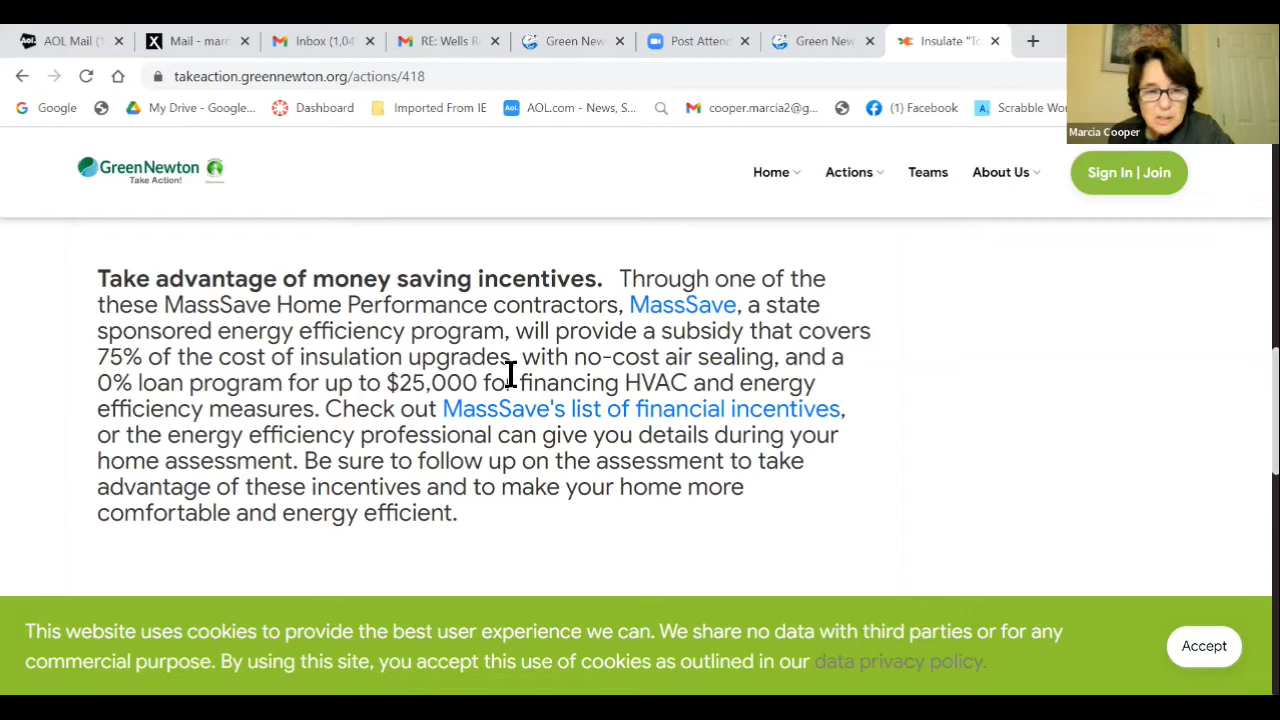 AOL Mail (1
Mail - marc
Inbox (1,04
RE: Wells R
Green New
Post Attend
Green New
Insulate "To
takeaction.greennewton.org/actions/418
Google
My Drive - Google...
Dashboard
Imported From IE
Aol.
AOL.com - News, S...
cooper.marcia2@g...
(1) Facebook
Scrabble Wor
Marcia Cooper
GreenNewton
Take Action!
Home
Actions
Teams
About Us
Sign In | Join
Take advantage of money saving incentives. Through one of the
these MassSave Home Performance contractors, MassSave, a state
sponsored energy efficiency program, will provide a subsidy that covers
75% of the cost of insulation upgrades, with no-cost air sealing, and a
0% loan program for up to $25,000 for financing HVAC and energy
efficiency measures. Check out MassSave's list of financial incentives,
or the energy efficiency professional can give you details during your
home assessment. Be sure to follow up on the assessment to take
advantage of these incentives and to make your home more
comfortable and energy efficient.
This website uses cookies to provide the best user experience we can. We share no data with third parties or for any
commercial purpose. By using this site, you accept this use of cookies as outlined in our data privacy policy.
Accept